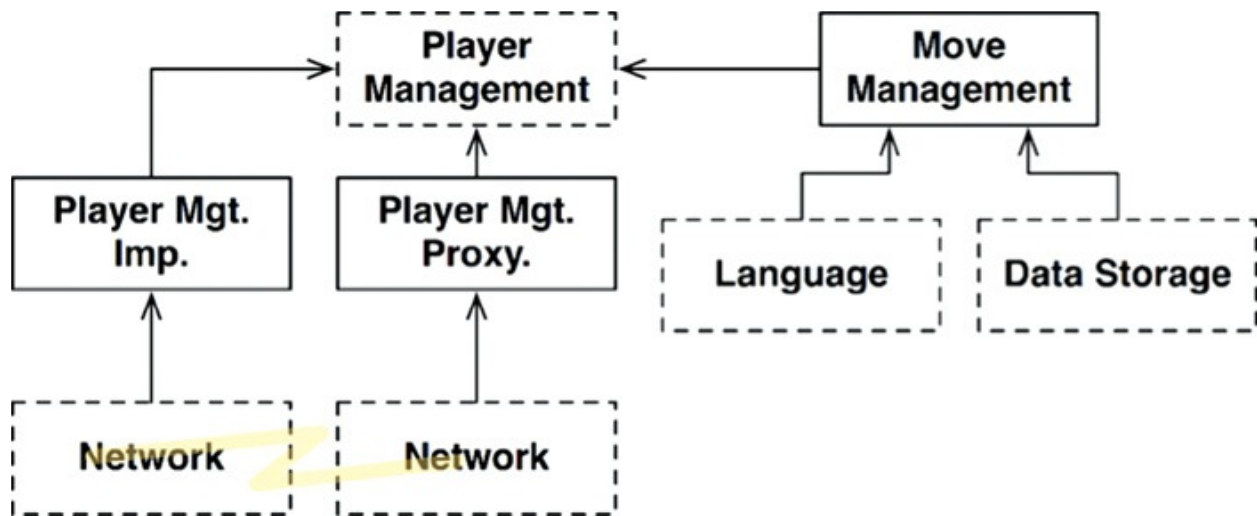 Player
Management
Move
Management
Player Mgt.
Imp.
Player Mgt.
Proxy.
Language
Data Storage
Network
Network